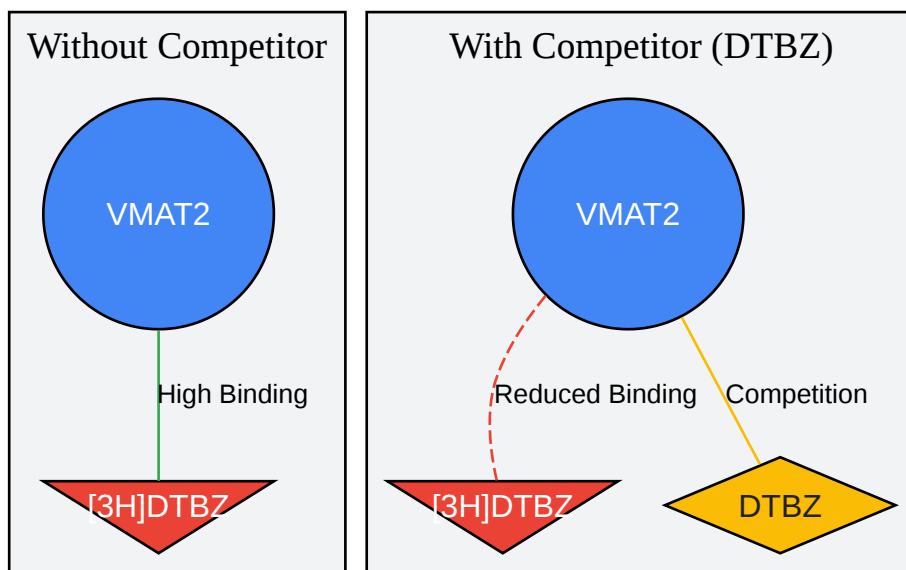 Without Competitor
VMAT2
High Binding
[3H]DTBZ
With Competitor (DTBZ)
VMAT2
Reduced Binding
Competition
[3H]DTBZ
DTBZ